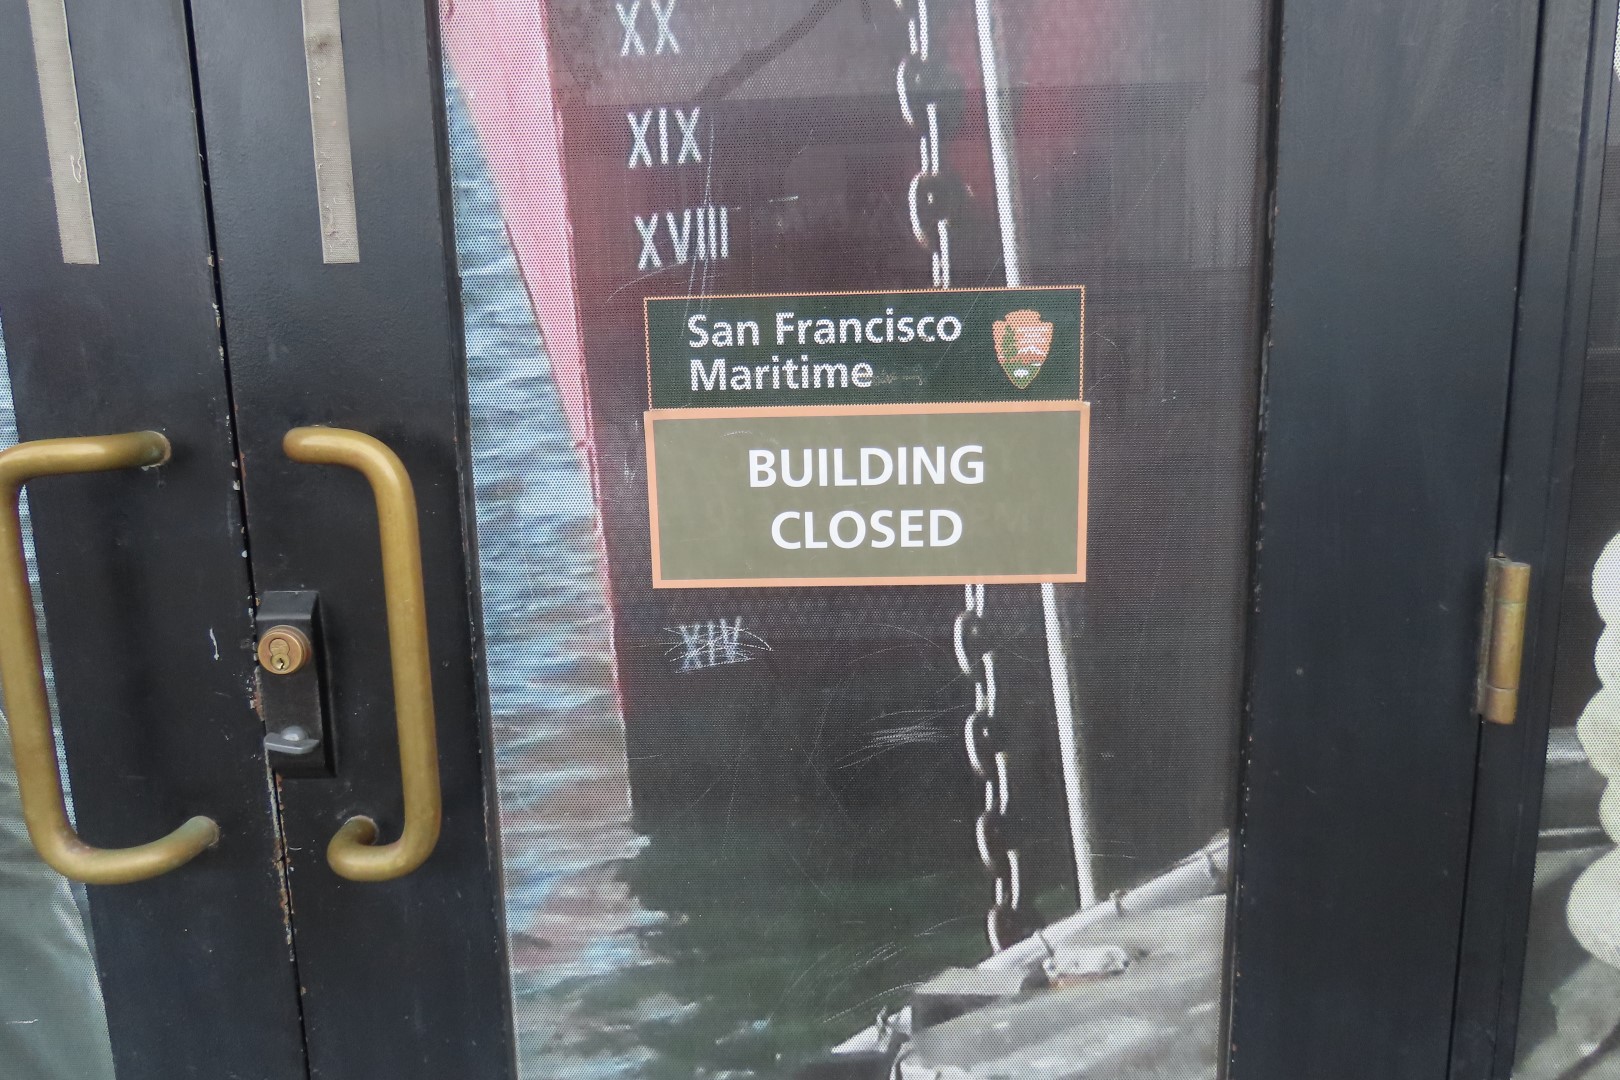 XX
XIX
XVIII
San Francisco
Maritime
BUILDING
CLOSED
XIV